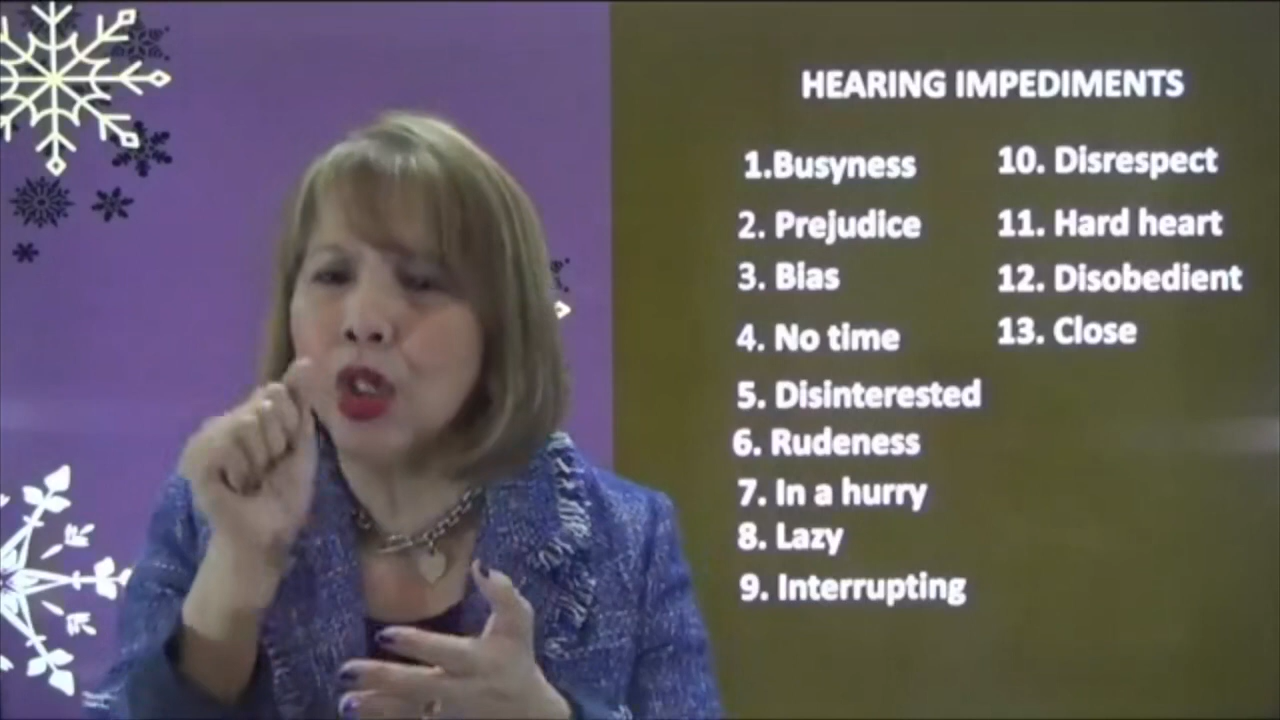 HEARING IMPEDIMENTS
1.Busyness
2. Prejudice
3. Bias
4. No time
5. Disinterested
6. Rudeness
7. In a hurry
8. Lazy
9. Interrupting
10. Disrespect
11. Hard heart
12. Disobedient
13. Close